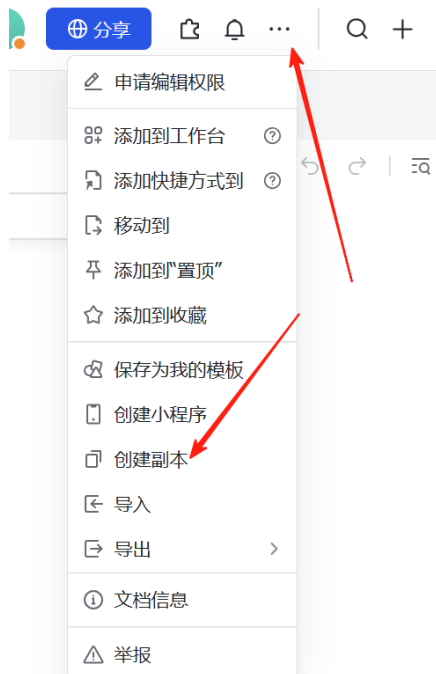 分享
申请编辑权限
添加到工作台
添加快捷方式到
移动到
添加到“置顶”
添加到收藏
保存为我的模板
创建小程序
创建副本
导入
导出
文档信息
举报